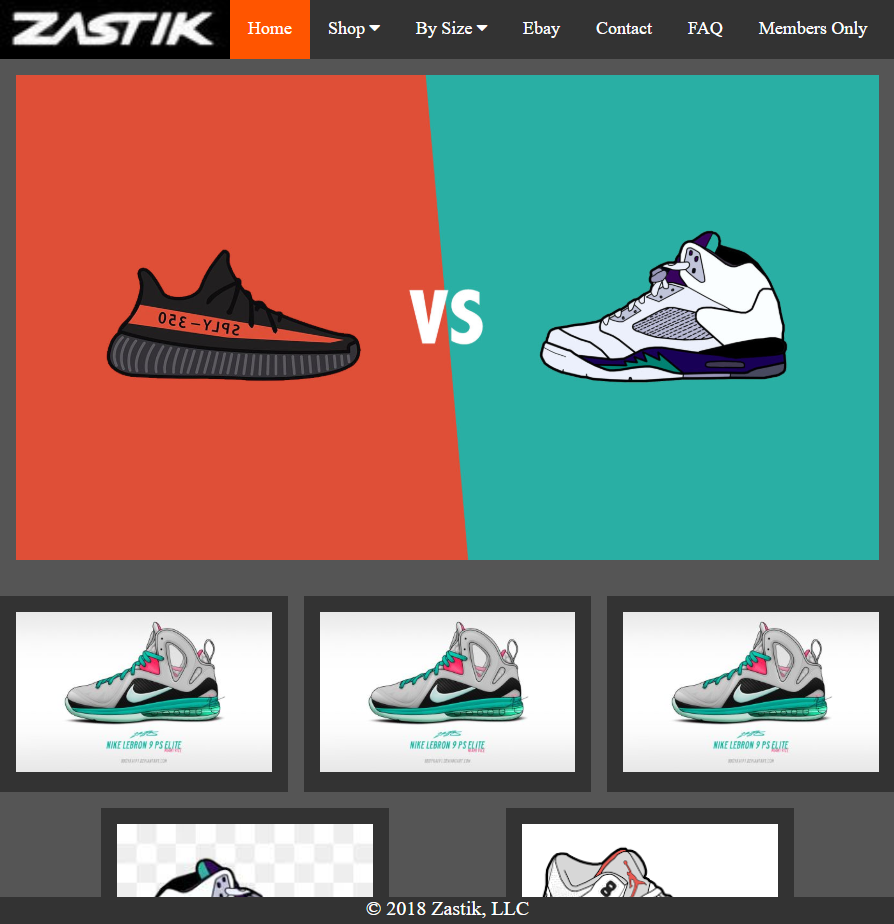 ZASTIK
Home
Shop
By Size
Ebay
Contact
FAQ
Members Only
SPLY-350
VS
NIKE LEBRON 9 PS ELITE
NIKE LEBRON 9 PS ELITE
NIKE LEBRON 9 PS ELITE
© 2018 Zastik, LLC